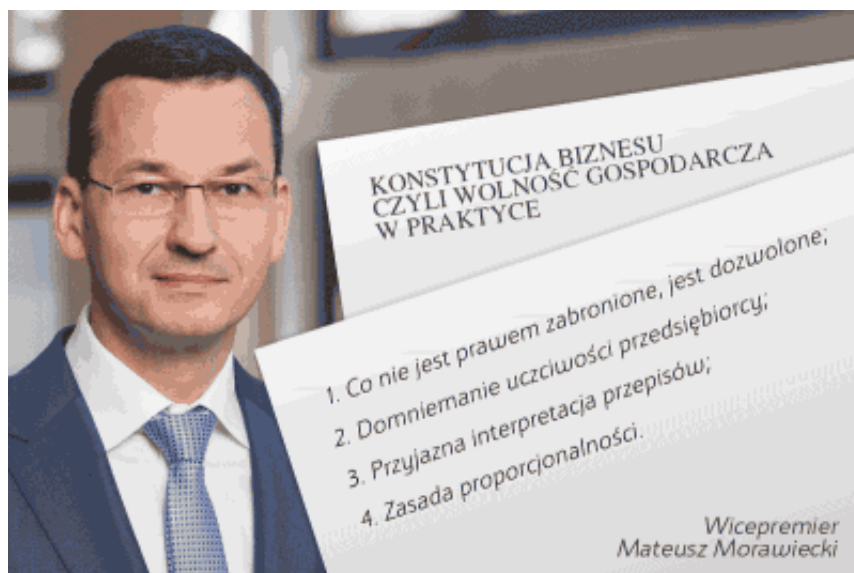 KONSTYTUCJA BIZNESU
CZYLI WOLNOŚĆ GOSPODARCZA
W PRAKTYCE
1. Co nie jest prawem zabronione, jest dozwolone;
2. Domniemanie uczciwości przedsiębiorcy;
3. Przyjazna interpretacja przepisów;
4. Zasada proporcjonalności.
Wicepremier
Mateusz Morawiecki